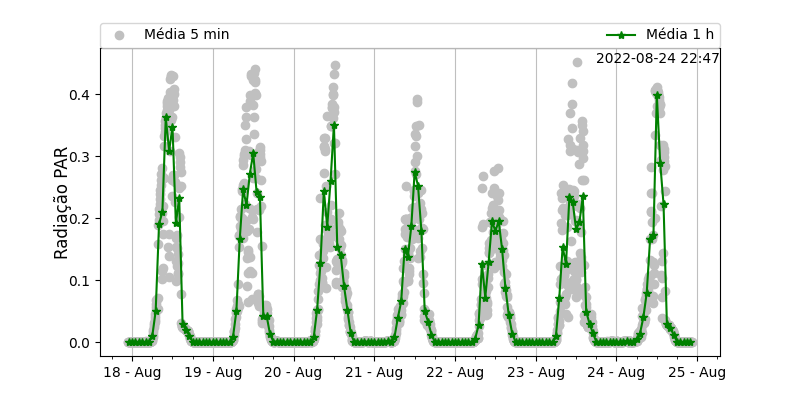 Média 5 min
Média 1 h
2022-08-24 22:47
Radiação PAR
0.4
0.3
0.2
0.1
0.0
18 - Aug
19 - Aug
20 - Aug
21 - Aug
22 - Aug
23 - Aug
24 - Aug
25 - Aug